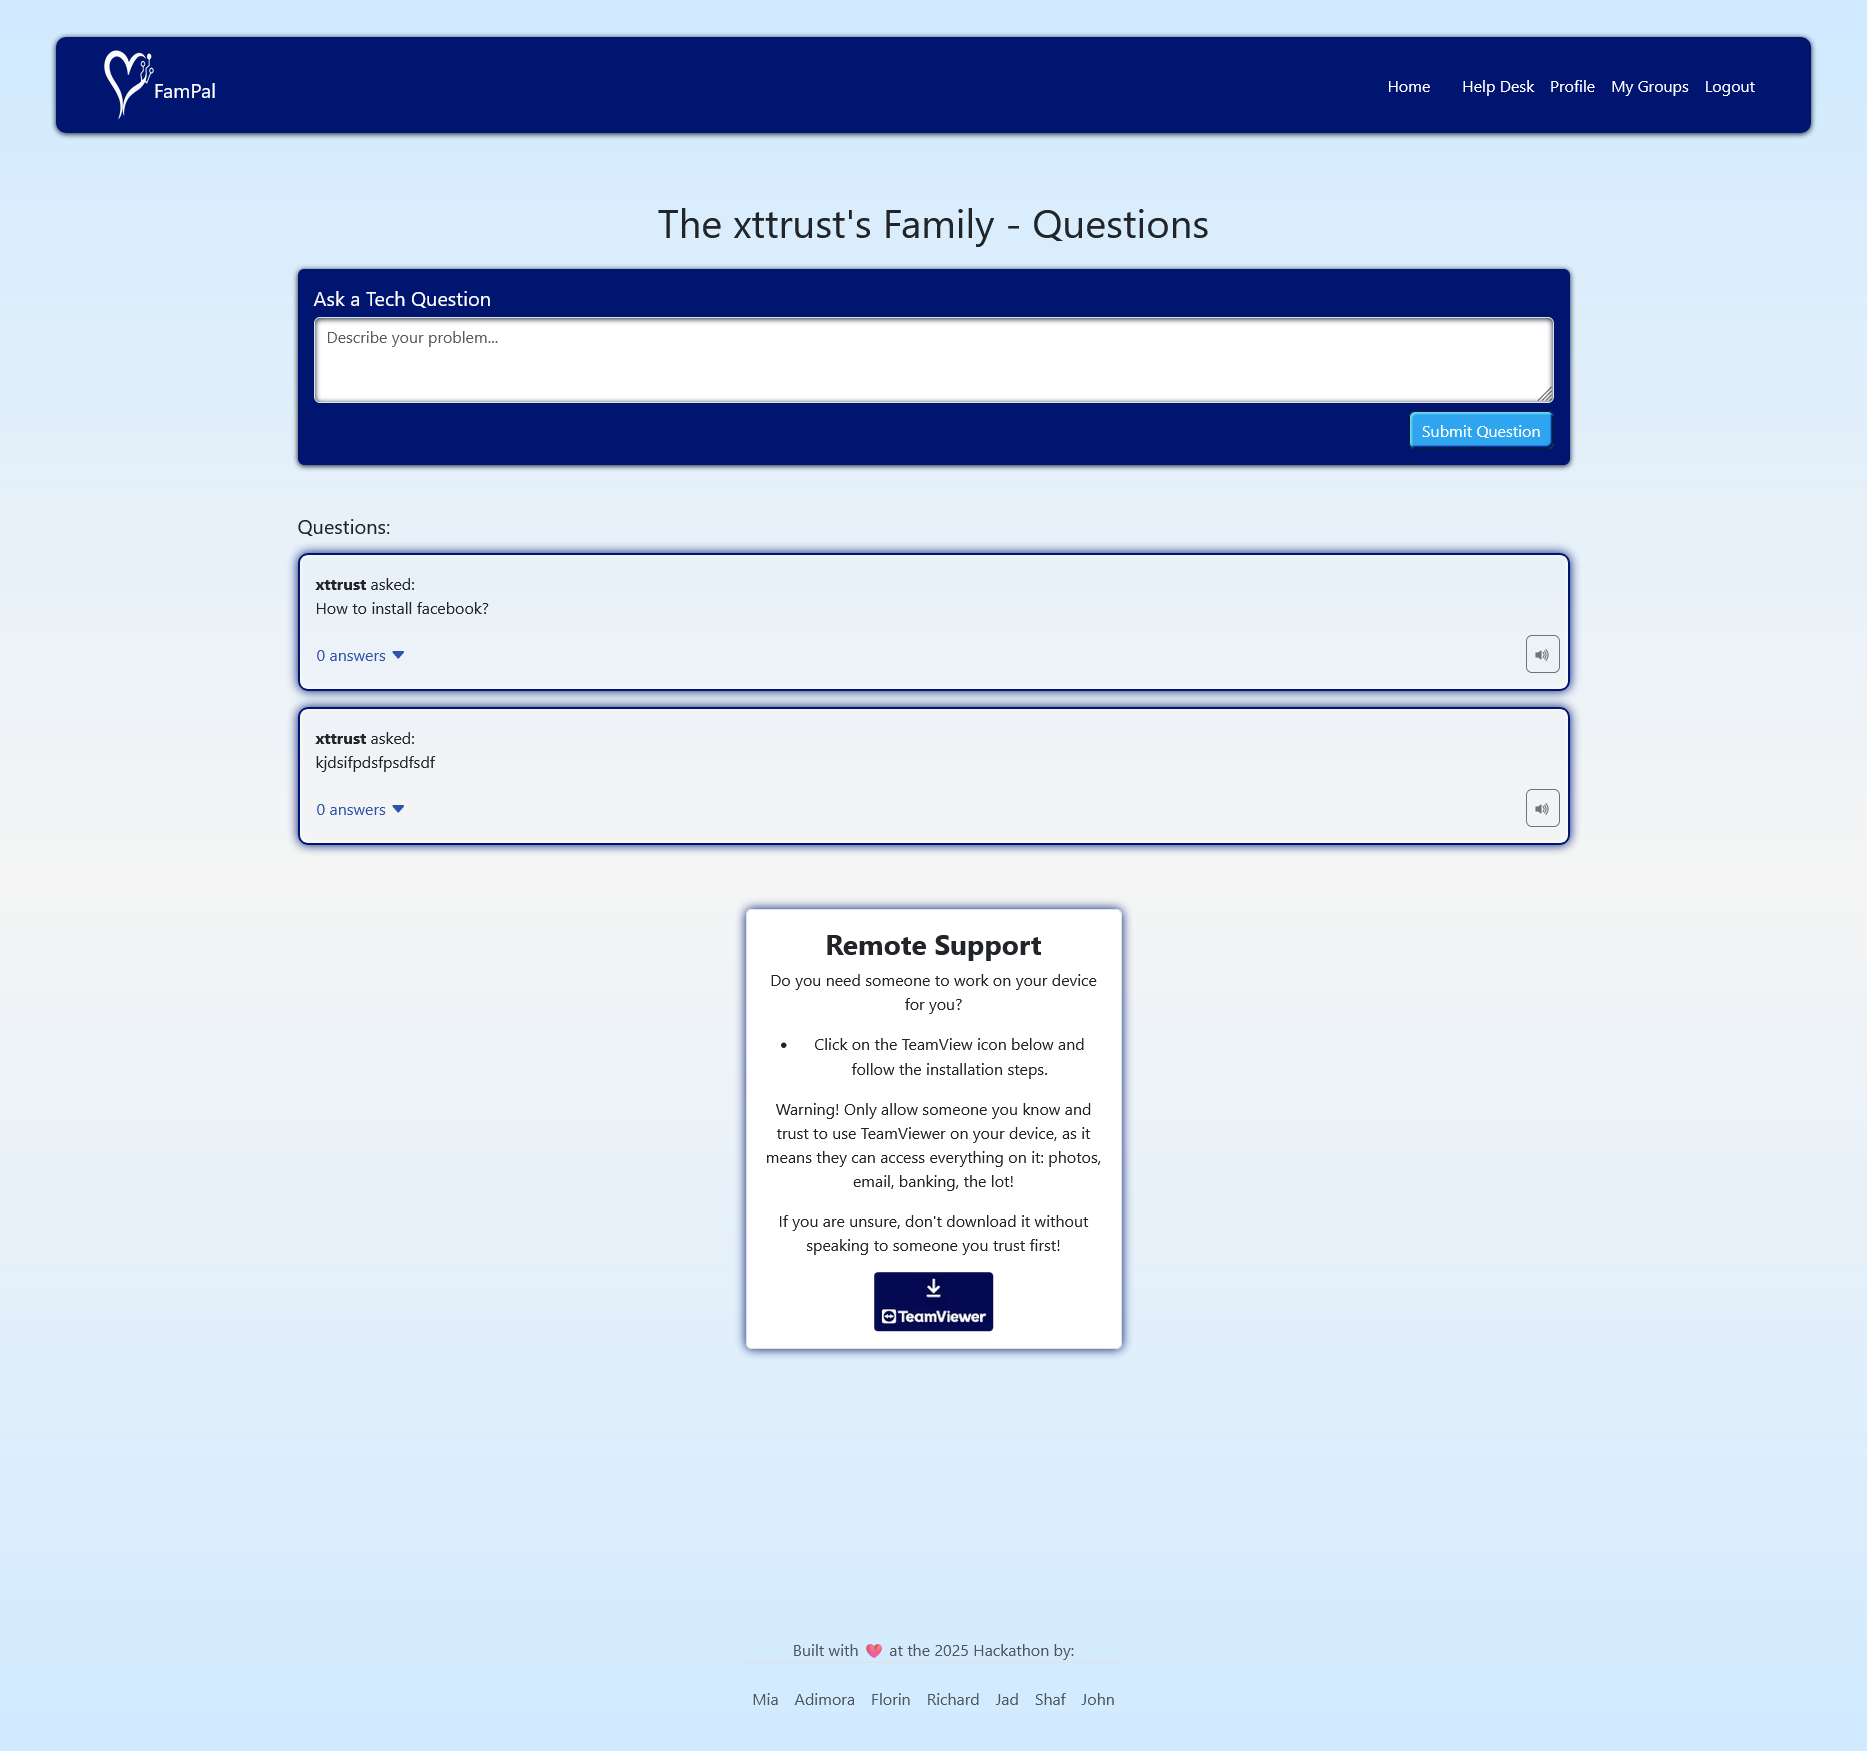 FamPal
Home Help Desk Profile My Groups Logout
The xttrust's Family - Questions
Ask a Tech Question
Describe your problem...
Submit Question
Questions:
xttrust asked:
How to install facebook?
0 answers
xttrust asked:
kjdsifpdsfpsdfsdf
0 answers
Remote Support
Do you need someone to work on your device
for you?
• Click on the TeamView icon below and
follow the installation steps.
Warning! Only allow someone you know and
trust to use TeamViewer on your device, as it
means they can access everything on it: photos,
email, banking, the lot!
If you are unsure, don't download it without
speaking to someone you trust first!
TeamViewer
Built with 💗 at the 2025 Hackathon by:
Mia Adimora Florin Richard Jad Shaf John